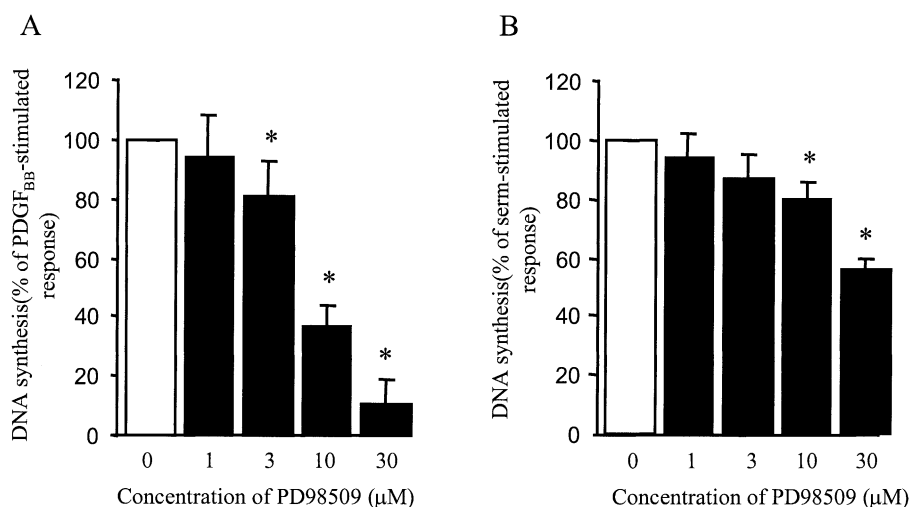 A
DNA synthesis(% of PDGFBB-stimulated
response)
120
100
80
60
40
20
0
*
*
*
0 1 3 10 30
Concentration of PD98509 (μM)
B
DNA synthesis(% of serm-stimulated
response)
120
100
80
60
40
20
0
*
*
0 1 3 10 30
Concentration of PD98509 (μM)